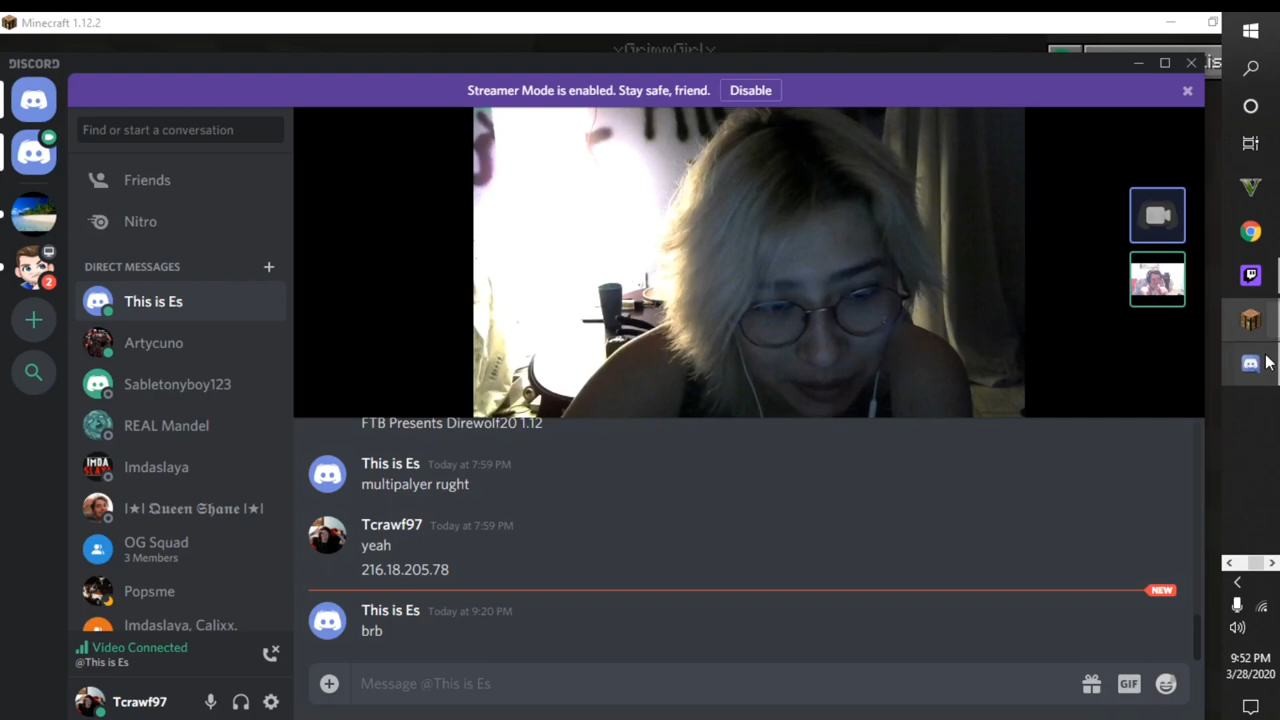 Minecraft 1.12.2
DISCORD
Streamer Mode is enabled. Stay safe, friend.
Disable
Find or start a conversation
Friends
Nitro
DIRECT MESSAGES
This is Es
Artycuno
Sabletonyboy123
REAL Mandel
Imdaslaya
|★| 𝕼𝖚𝖊𝖊𝖓 𝕾𝖍𝖆𝖓𝖊 |★|
OG Squad
3 Members
Popsme
Imdaslaya, Calixx,
Video Connected
@This is Es
Tcrawf97
2
IMDA
SLAYA
FTB Presents Direwolf20 1.12
This is Es Today at 7:59 PM
multipalyer rught
Tcrawf97 Today at 7:59 PM
yeah
216.18.205.78
NEW
This is Es Today at 9:20 PM
brb
Message @This is Es
GIF
9:52 PM
3/28/2020